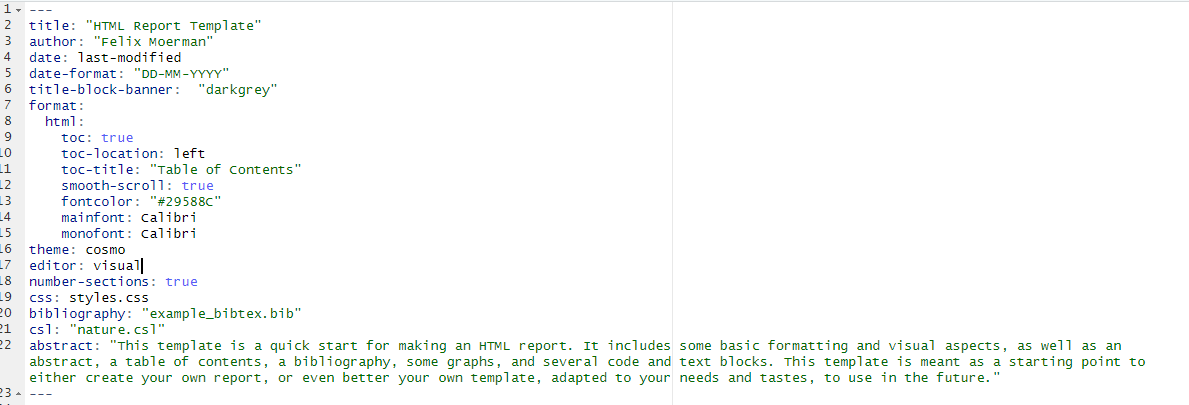 1 ---
2 title: "HTML Report Template"
3 author: "Felix Moerman"
4 date: last-modified
5 date-format: "DD-MM-YYYY"
6 title-block-banner:  "darkgrey"
7 format:
8   html:
9     toc: true
10     toc-location: left
11     toc-title: "Table of Contents"
12     smooth-scroll: true
13     fontcolor: "#29588C"
14     mainfont: Calibri
15     monofont: Calibri
16 theme: cosmo
17 editor: visual
18 number-sections: true
19 css: styles.css
20 bibliography: "example_bibtex.bib"
21 csl: "nature.csl"
22 abstract: "This template is a quick start for making an HTML report. It includes some basic formatting and visual aspects, as well as an
abstract, a table of contents, a bibliography, some graphs, and several code and text blocks. This template is meant as a starting point to
either create your own report, or even better your own template, adapted to your needs and tastes, to use in the future."
23 ---